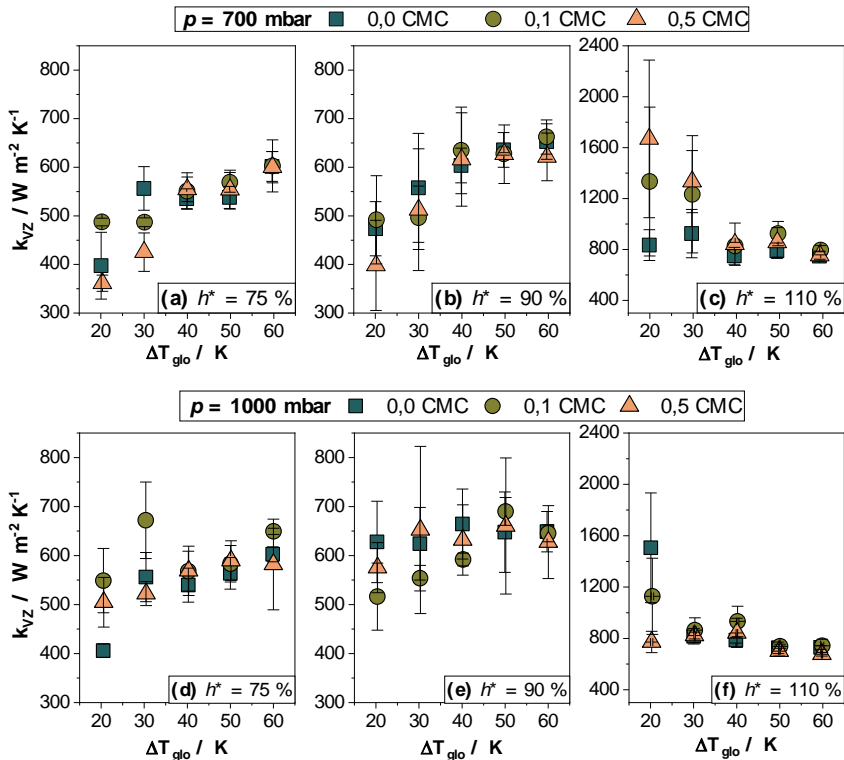 p = 700 mbar 0,0 CMC 0,1 CMC 0,5 CMC
k_VZ / W m⁻² K⁻¹
800
700
600
500
400
300
20 30 40 50 60
(a) h* = 75 %
ΔT_glo / K
800
700
600
500
400
300
20 30 40 50 60
(b) h* = 90 %
ΔT_glo / K
2400
2000
1600
1200
800
400
20 30 40 50 60
(c) h* = 110 %
ΔT_glo / K
p = 1000 mbar 0,0 CMC 0,1 CMC 0,5 CMC
k_VZ / W m⁻² K⁻¹
800
700
600
500
400
300
20 30 40 50 60
(d) h* = 75 %
ΔT_glo / K
800
700
600
500
400
300
20 30 40 50 60
(e) h* = 90 %
ΔT_glo / K
2400
2000
1600
1200
800
400
20 30 40 50 60
(f) h* = 110 %
ΔT_glo / K